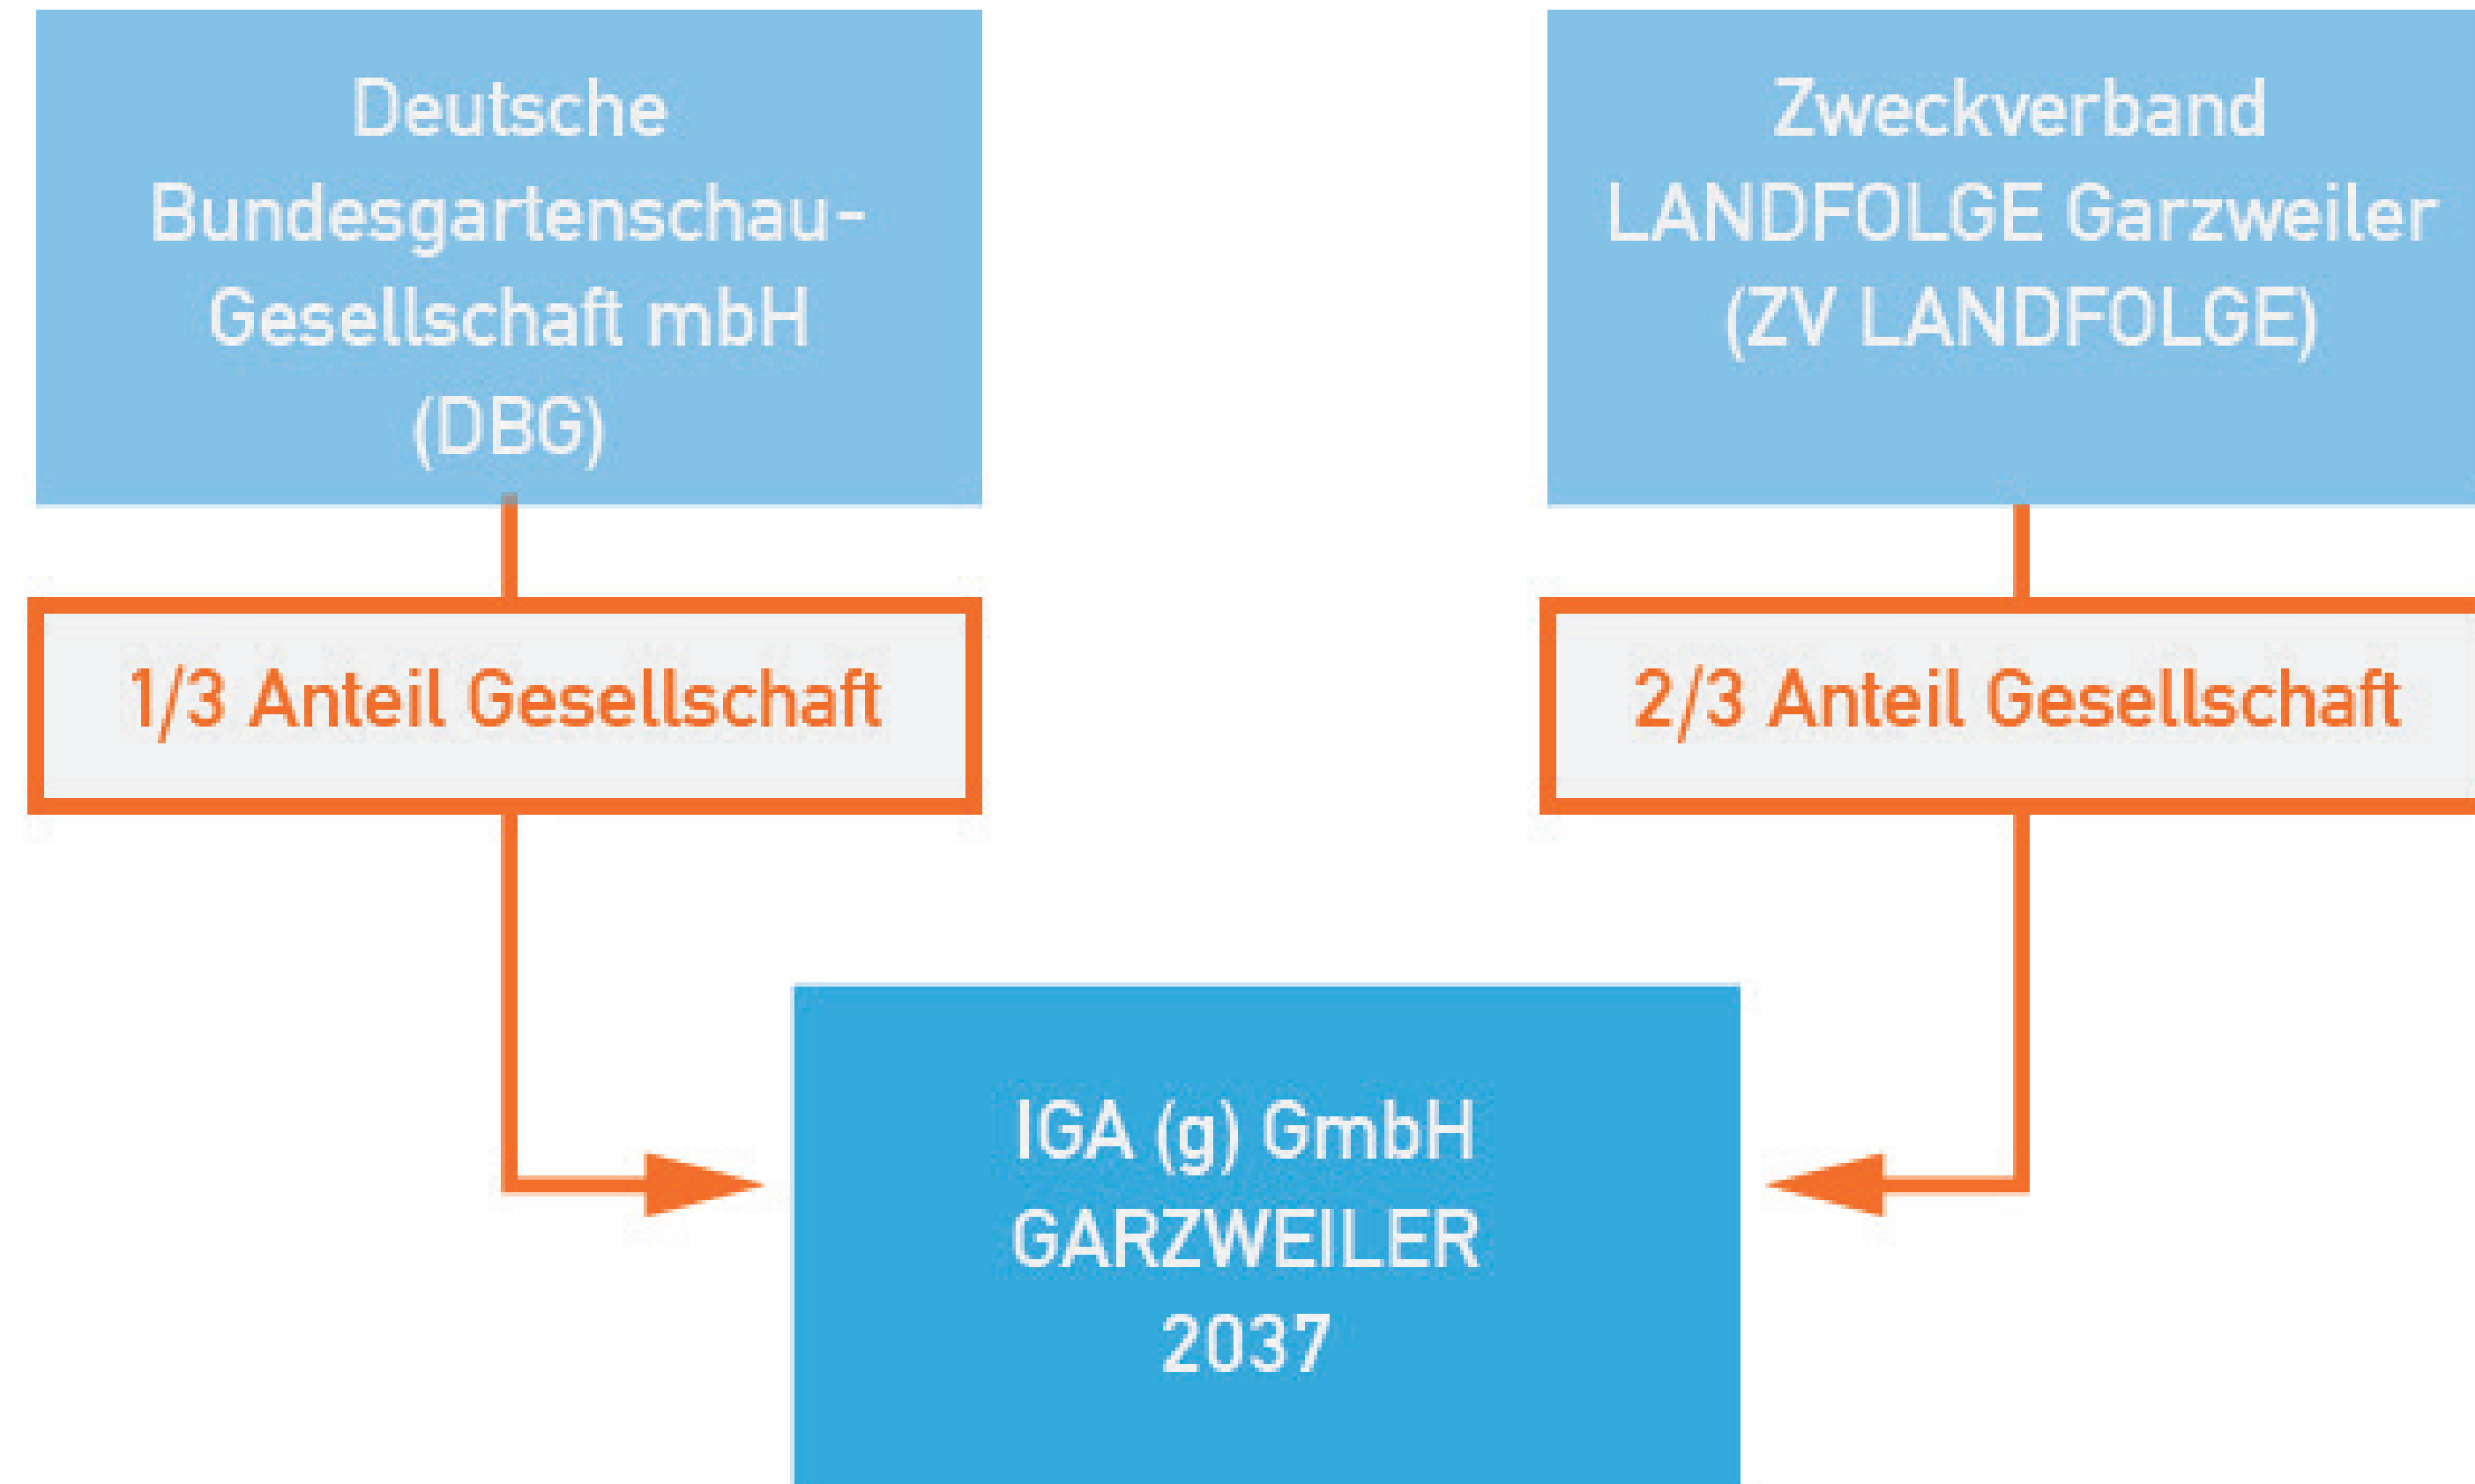 Deutsche
Bundesgartenschau-
Gesellschaft mbH
(DBG)
Zweckverband
LANDFOLGE Garzweiler
(ZV LANDFOLGE)
1/3 Anteil Gesellschaft
2/3 Anteil Gesellschaft
IGA (g) GmbH
GARZWEILER
2037